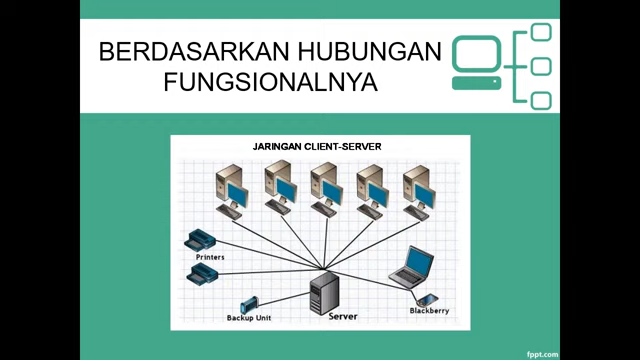 BERDASARKAN HUBUNGAN
FUNGSIONALNYA
JARINGAN CLIENT-SERVER
Printers
Backup Unit
Server
Blackberry
fppt.com